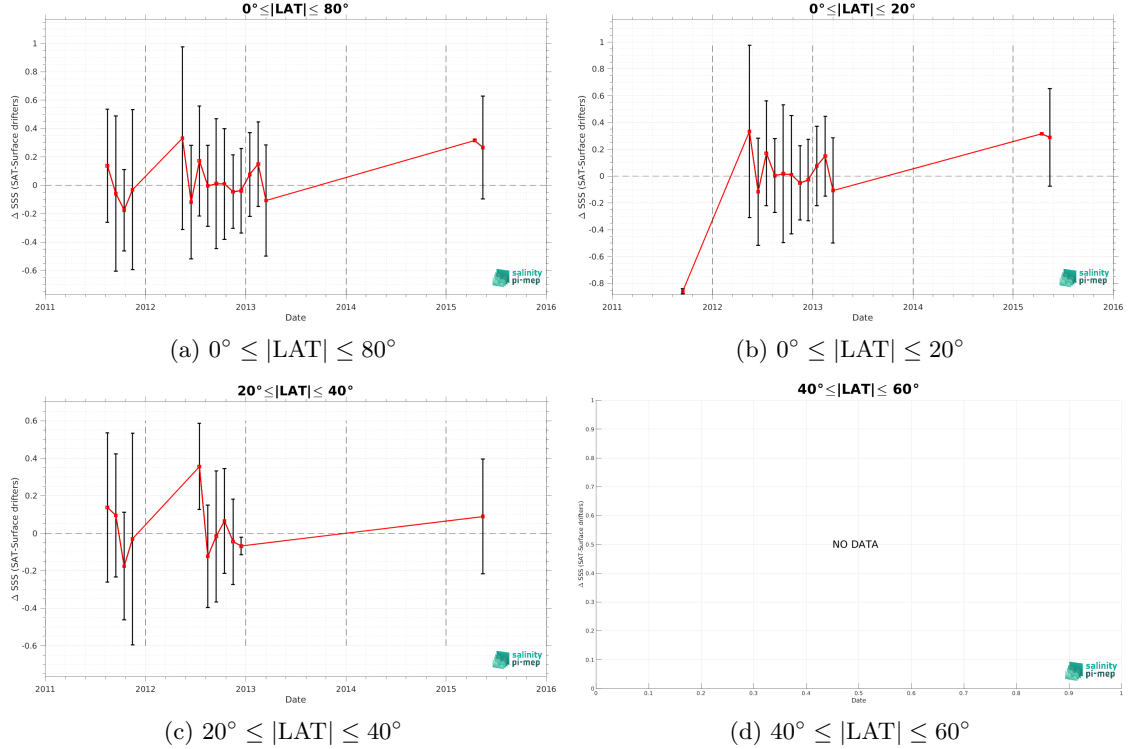 0°≤|LAT|≤ 80°
Δ SSS (SAT-Surface drifters)
1
0.8
0.6
0.4
0.2
0
-0.2
-0.4
-0.6
salinity
pi-mep
2011 2012 2013 2014 2015 2016
Date
(a) 0° ≤ |LAT| ≤ 80°
0°≤|LAT|≤ 20°
Δ SSS (SAT-Surface drifters)
1
0.8
0.6
0.4
0.2
0
-0.2
-0.4
-0.6
-0.8
salinity
pi-mep
2011 2012 2013 2014 2015 2016
Date
(b) 0° ≤ |LAT| ≤ 20°
20°≤|LAT|≤ 40°
Δ SSS (SAT-Surface drifters)
0.6
0.4
0.2
0
-0.2
-0.4
-0.6
salinity
pi-mep
2011 2012 2013 2014 2015 2016
Date
(c) 20° ≤ |LAT| ≤ 40°
40°≤|LAT|≤ 60°
Δ SSS (SAT-Surface drifters)
1
0.9
0.8
0.7
0.6
0.5
0.4
0.3
0.2
0.1
0
NO DATA
salinity
pi-mep
0 0.1 0.2 0.3 0.4 0.5 0.6 0.7 0.8 0.9 1
Date
(d) 40° ≤ |LAT| ≤ 60°